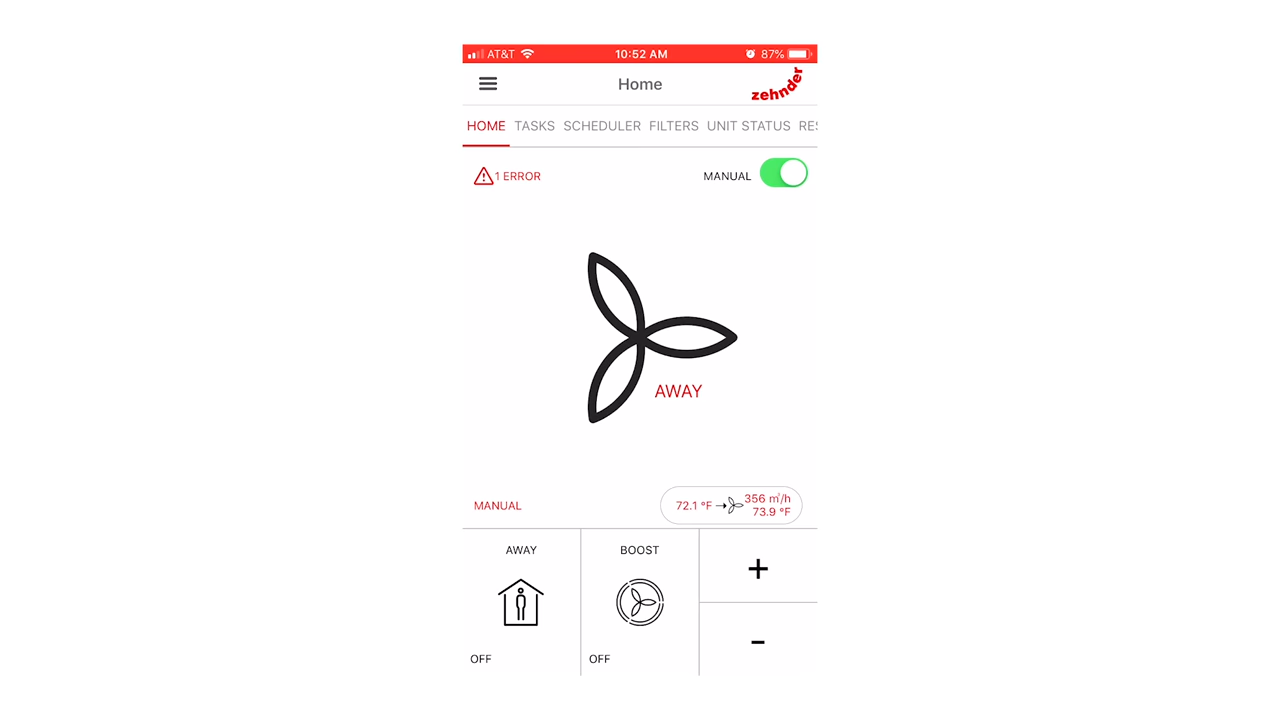 AT&T 10:52 AM 87%
Home zehnder
HOME TASKS SCHEDULER FILTERS UNIT STATUS RES
1 ERROR MANUAL
AWAY
MANUAL 72.1 °F 356 m³/h
73.9 °F
AWAY BOOST +
-
OFF OFF